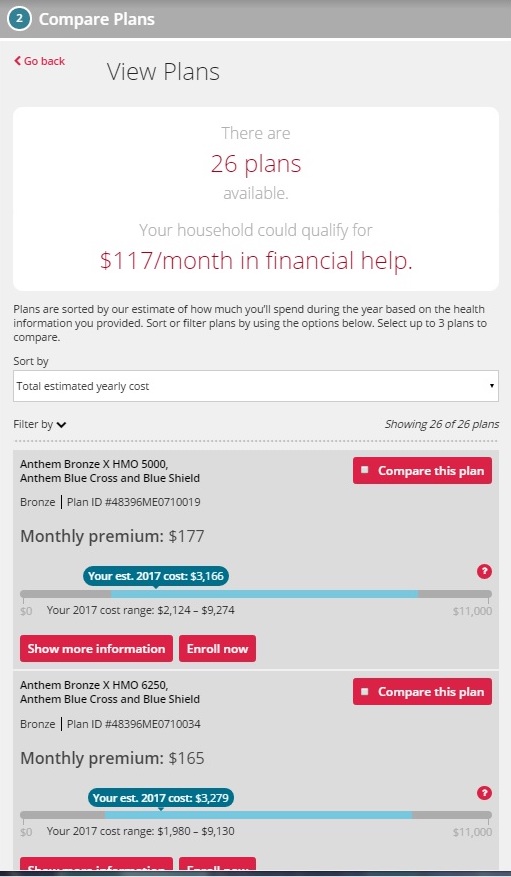 2 Compare Plans
Go back
View Plans
There are
26 plans
available.
Your household could qualify for
$117/month in financial help.
Plans are sorted by our estimate of how much you'll spend during the year based on the health
information you provided. Sort or filter plans by using the options below. Select up to 3 plans to
compare.
Sort by
Total estimated yearly cost
Filter by
Showing 26 of 26 plans
Anthem Bronze X HMO 5000,
Anthem Blue Cross and Blue Shield
Compare this plan
Bronze | Plan ID #48396ME0710019
Monthly premium: $177
Your est. 2017 cost: $3,166
?
$0 Your 2017 cost range: $2,124 – $9,274 $11,000
Show more information Enroll now
Anthem Bronze X HMO 6250,
Anthem Blue Cross and Blue Shield
Compare this plan
Bronze | Plan ID #48396ME0710034
Monthly premium: $165
Your est. 2017 cost: $3,279
?
$0 Your 2017 cost range: $1,980 – $9,130 $11,000
Show more information Enroll now